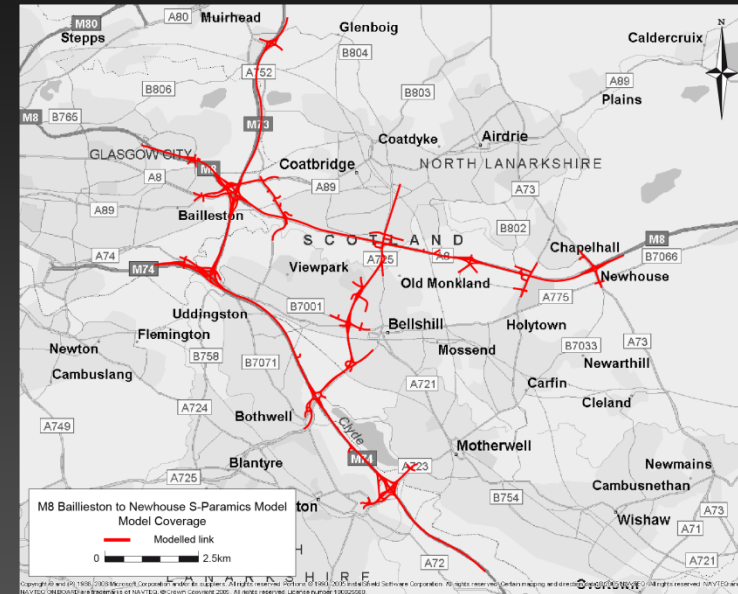 M80
A80
Muirhead
Stepps
Glenboig
B804
Caldercruix
N
A752
B806
B803
A89
Plains
M8
B765
M73
Coatdyke
Airdrie
GLASGOW CITY
M8
Coatbridge
NORTH LANARKSHIRE
A8
A89
A73
A89
Bailleston
B802
SCOTLAND
Chapelhall
M8
A74
A725
A8
B7066
M74
Viewpark
Old Monkland
Newhouse
A775
Uddingston
B7001
Bellshill
Holytown
Flemington
Newton
B758
B7071
Mossend
B7033
A73
Newarthill
Cambuslang
A721
Carfin
Cleland
A724
Bothwell
A749
Clyde
Motherwell
Blantyre
M74
A723
Newmains
A725
B754
Cambusnethan
M8 Baillieston to Newhouse S-Paramics Model
Model Coverage
Modelled link
0
2.5km
ton
Wishaw
A73
A71
A72
A721
LANARKSHIRE